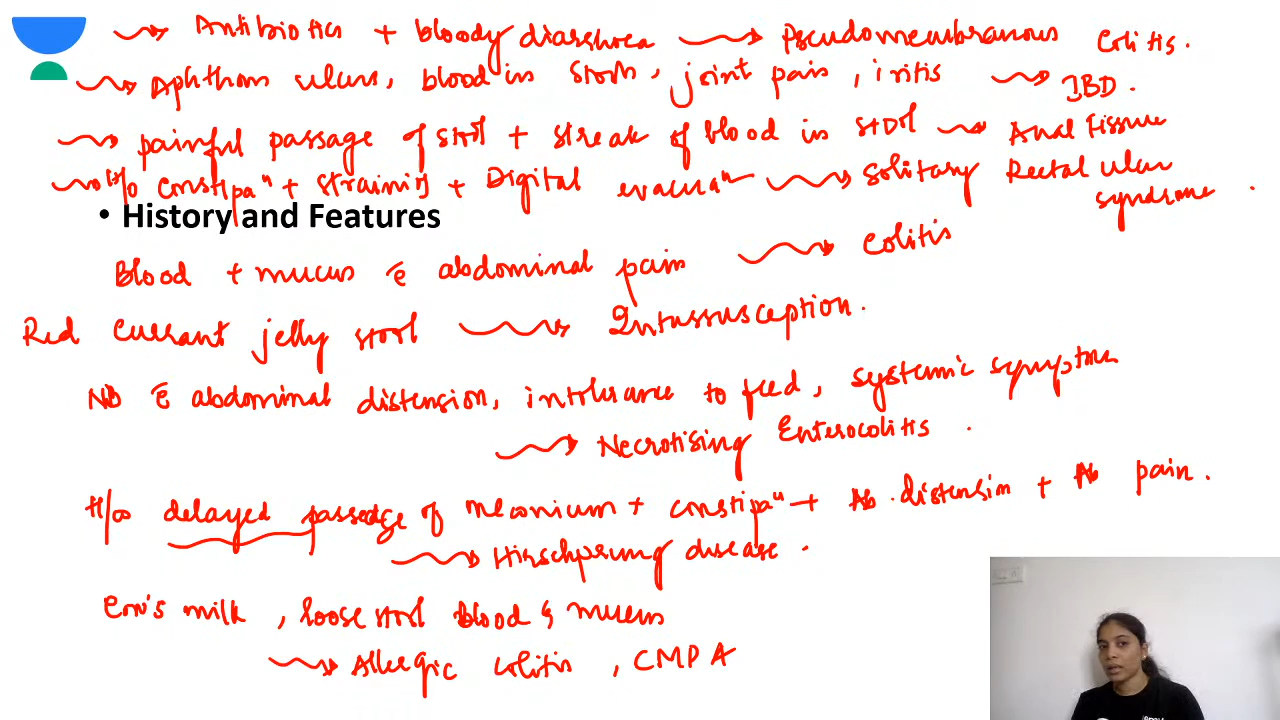 Antibiotics + bloody diarrhoea → Pseudomembranous Colitis.
Aphthous ulcers, blood in stools, joint pain, iritis → IBD.
painful passage of stool + streak of blood in stool → Anal Fissure
H/o constipaⁿ + straining + Digital evacuaⁿ → Solitary Rectal ulcer syndrome.
• History and Features
Blood + mucus c̄ abdominal pain → Colitis
Red currant jelly stool → Intussusception.
NB c̄ abdominal distension, intolerance to feed, systemic symptoms
→ Necrotising Enterocolitis.
H/o delayed passage of meconium + constipaⁿ + Ab. distension + Ab pain.
→ Hirschprung disease.
Cow's milk, loose stool blood & mucus
→ Allergic colitis, CMPA